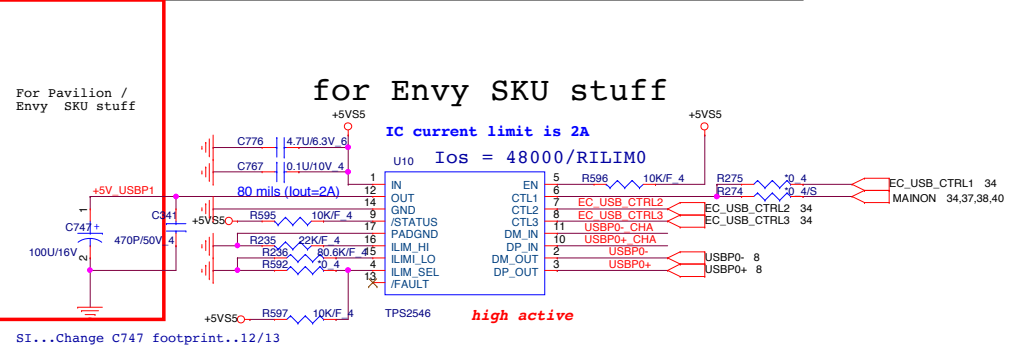 For Pavilion /
Envy  SKU stuff
for Envy SKU stuff
+5VS5
+5VS5
IC current limit is 2A
C776 4.7U/6.3V_6
U10 Ios = 48000/RILIM0
C767 0.1U/10V_4
1 IN
EN 5
R596 10K/F_4
R275 *0_4
EC_USB_CTRL1 34
+5V_USBP1
80 mils (Iout=2A)
12 OUT
CTL1 6
R274 *0_4/S
MAINON 34,37,38,40
14 GND
CTL2 7
EC_USB_CTRL2
EC_USB_CTRL2 34
C341
+5VS5
R595 10K/F_4
9 /STATUS
CTL3 8
EC_USB_CTRL3
EC_USB_CTRL3 34
1
C747 +
17 PADGND
DM_IN 11
USBP0-_CHA
R235 22K/F_4
16 ILIM_HI
DP_IN 10
USBP0+_CHA
470P/50V_4
100U/16V
2
R236 80.6K/F_4
15 ILIMI_LO
DM_OUT 2
USBP0-
USBP0- 8
R592 *0_4
4 ILIM_SEL
DP_OUT 3
USBP0+
USBP0+ 8
13 /FAULT
+5VS5
R597 10K/F_4
TPS2546
high active
SI...Change C747 footprint..12/13